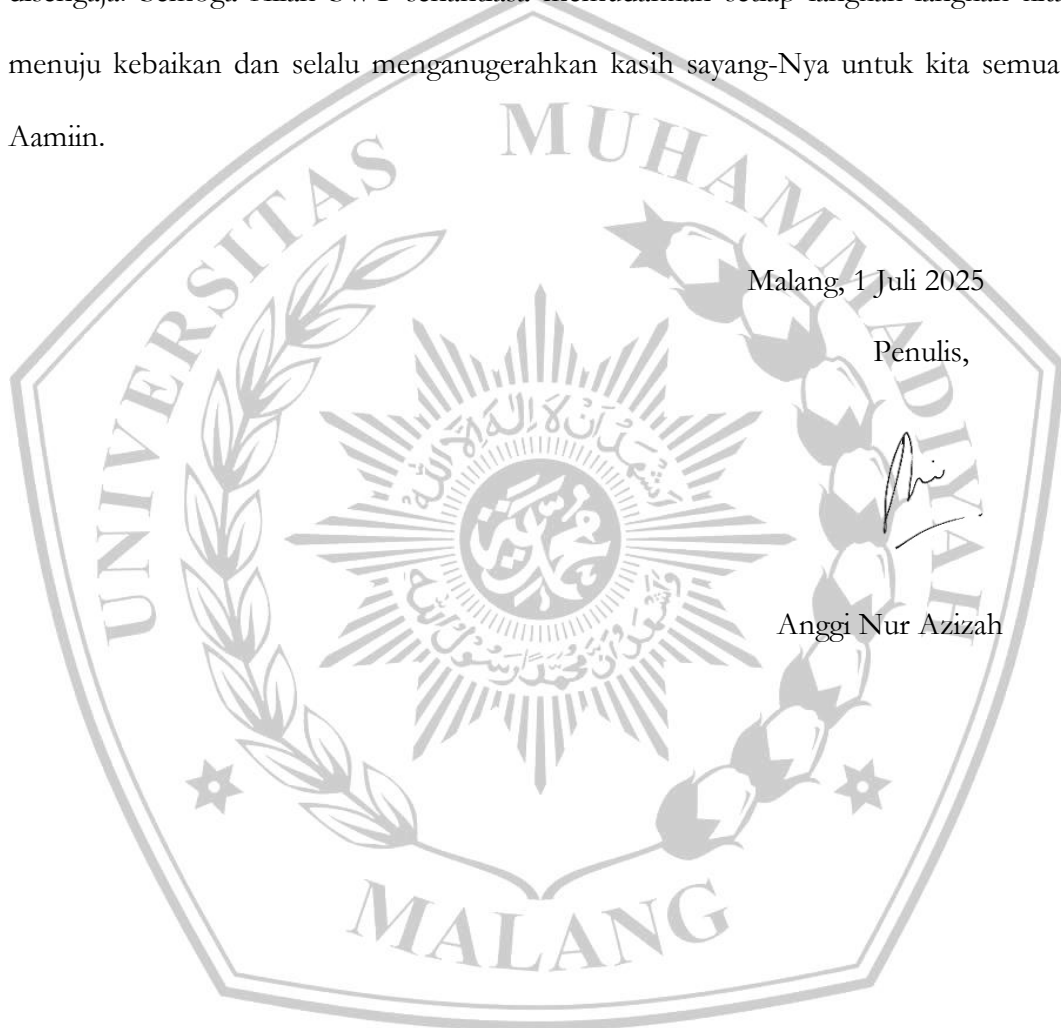 menuju kebaikan dan selalu menganugerahkan kasih sayang-Nya untuk kita semua
Aamiin.
UNIVERSITAS MUHAMMADIYAH
Malang, 1 Juli 2025
Penulis,
Anggi Nur Azizah
MALANG